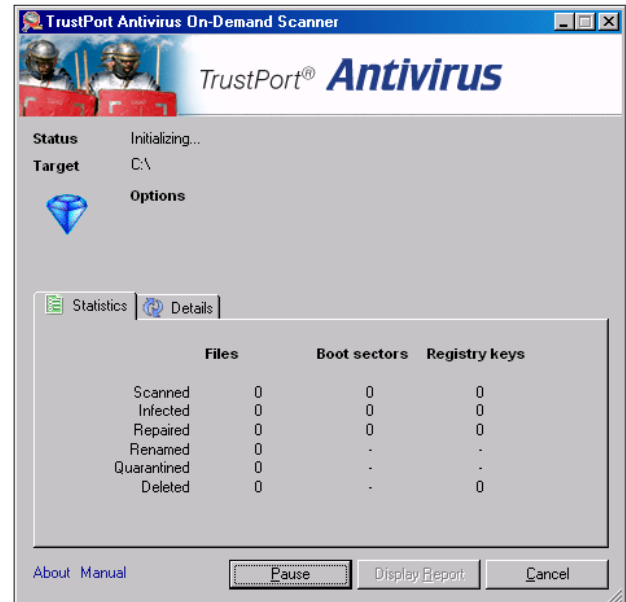 TrustPort Antivirus On-Demand Scanner
TrustPort® Antivirus
Status Initializing...
Target C:\
Options
Statistics Details
Files Boot sectors Registry keys
Scanned 0 0 0
Infected 0 0 0
Repaired 0 0 0
Renamed 0 - -
Quarantined 0 - -
Deleted 0 - 0
About Manual Pause Display Report Cancel